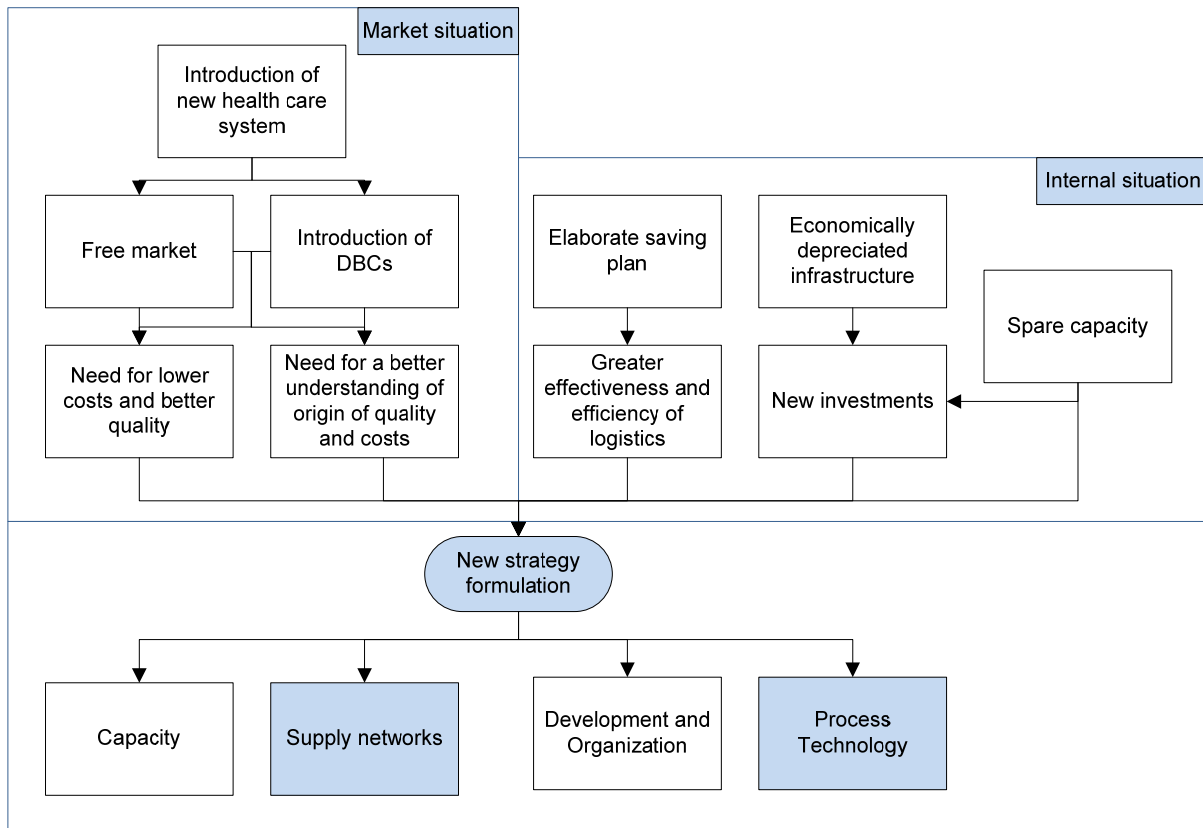 Market situation
Introduction of
new health care
system
Internal situation
Free market
Introduction of
DBCs
Elaborate saving
plan
Economically
depreciated
infrastructure
Spare capacity
Need for lower
costs and better
quality
Need for a better
understanding of
origin of quality
and costs
Greater
effectiveness and
efficiency of
logistics
New investments
New strategy
formulation
Capacity
Supply networks
Development and
Organization
Process
Technology